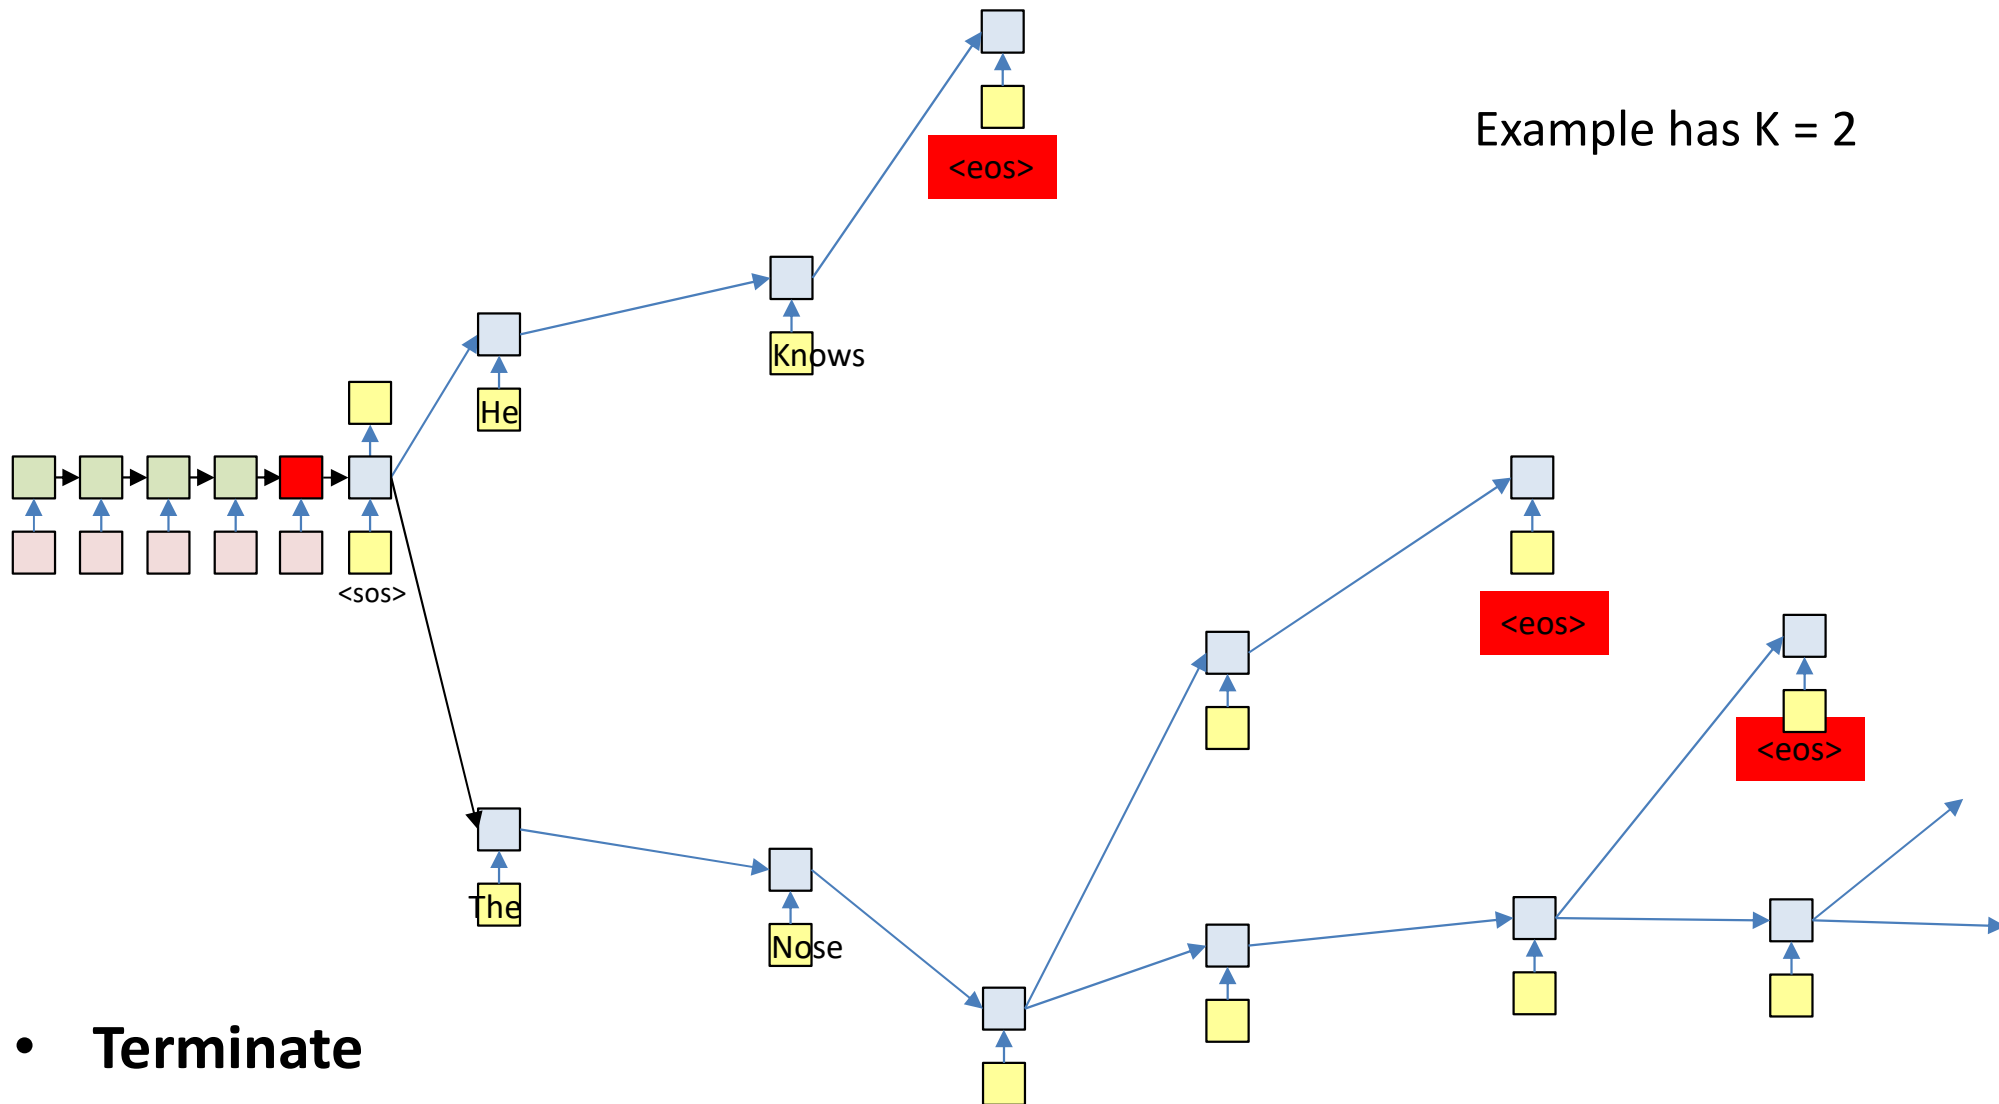 Example has K = 2
<eos>
Knows
He
<sos>
<eos>
<eos>
The
Nose
• Terminate